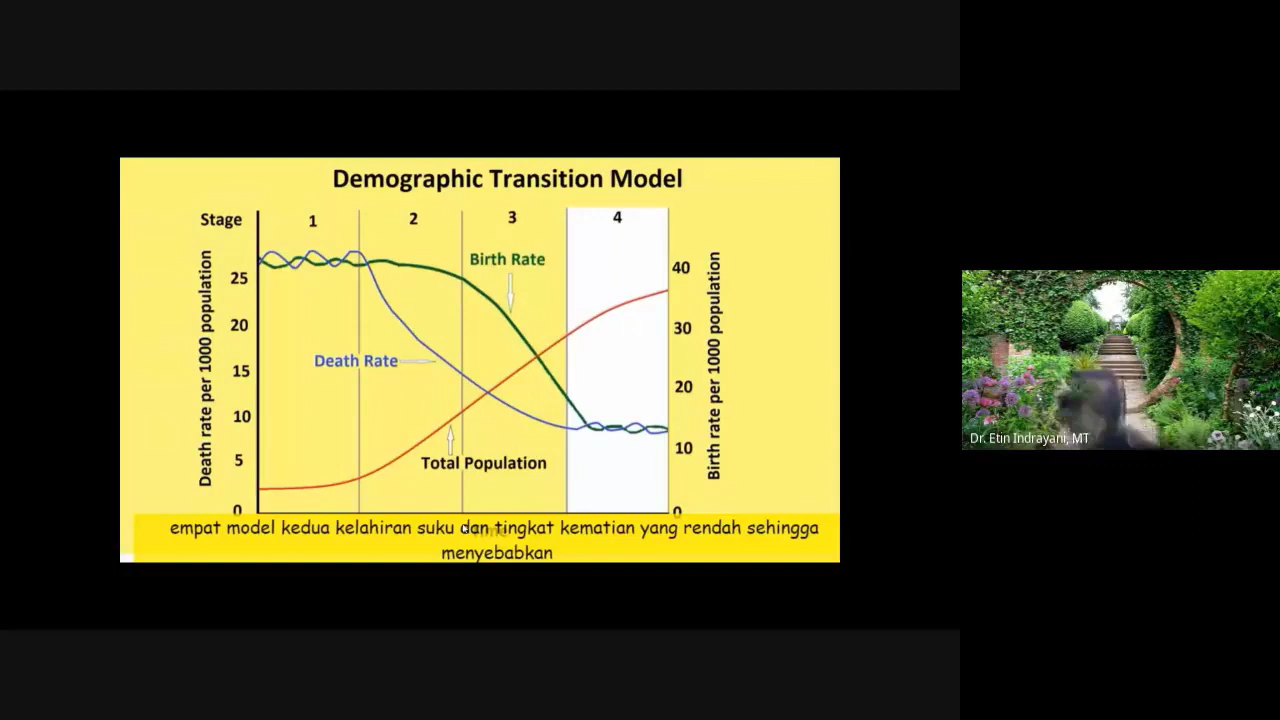 Demographic Transition Model
Stage 1 2 3 4
Death rate per 1000 population
25
20
15
10
5
0
Birth Rate
Death Rate
Total Population
40
30
20
10
0
Birth rate per 1000 population
empat model kedua kelahiran suku dan tingkat kematian yang rendah sehingga
menyebabkan
Dr. Etin Indrayani, MT